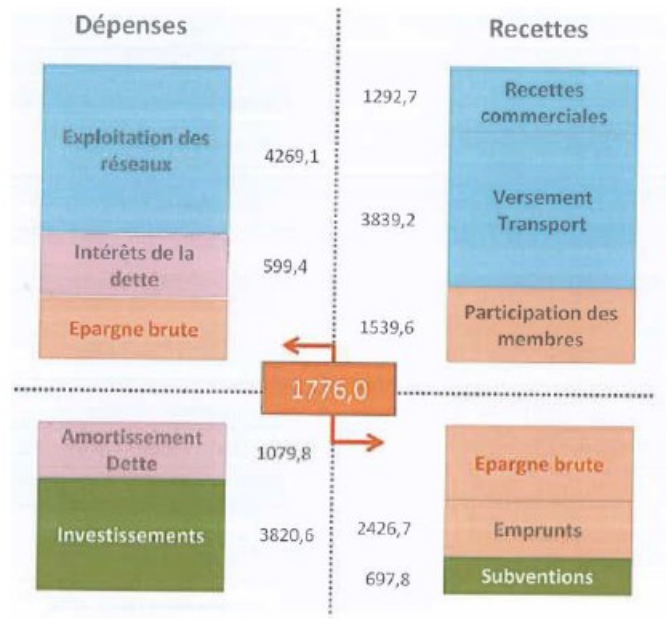 Dépenses
Recettes
Exploitation des
réseaux
4269,1
Intérêts de la
dette
599,4
Epargne brute
1292,7
Recettes
commerciales
3839,2
Versement
Transport
1539,6
Participation des
membres
1776,0
Amortissement
Dette
1079,8
Investissements
3820,6
Epargne brute
2426,7
Emprunts
697,8
Subventions